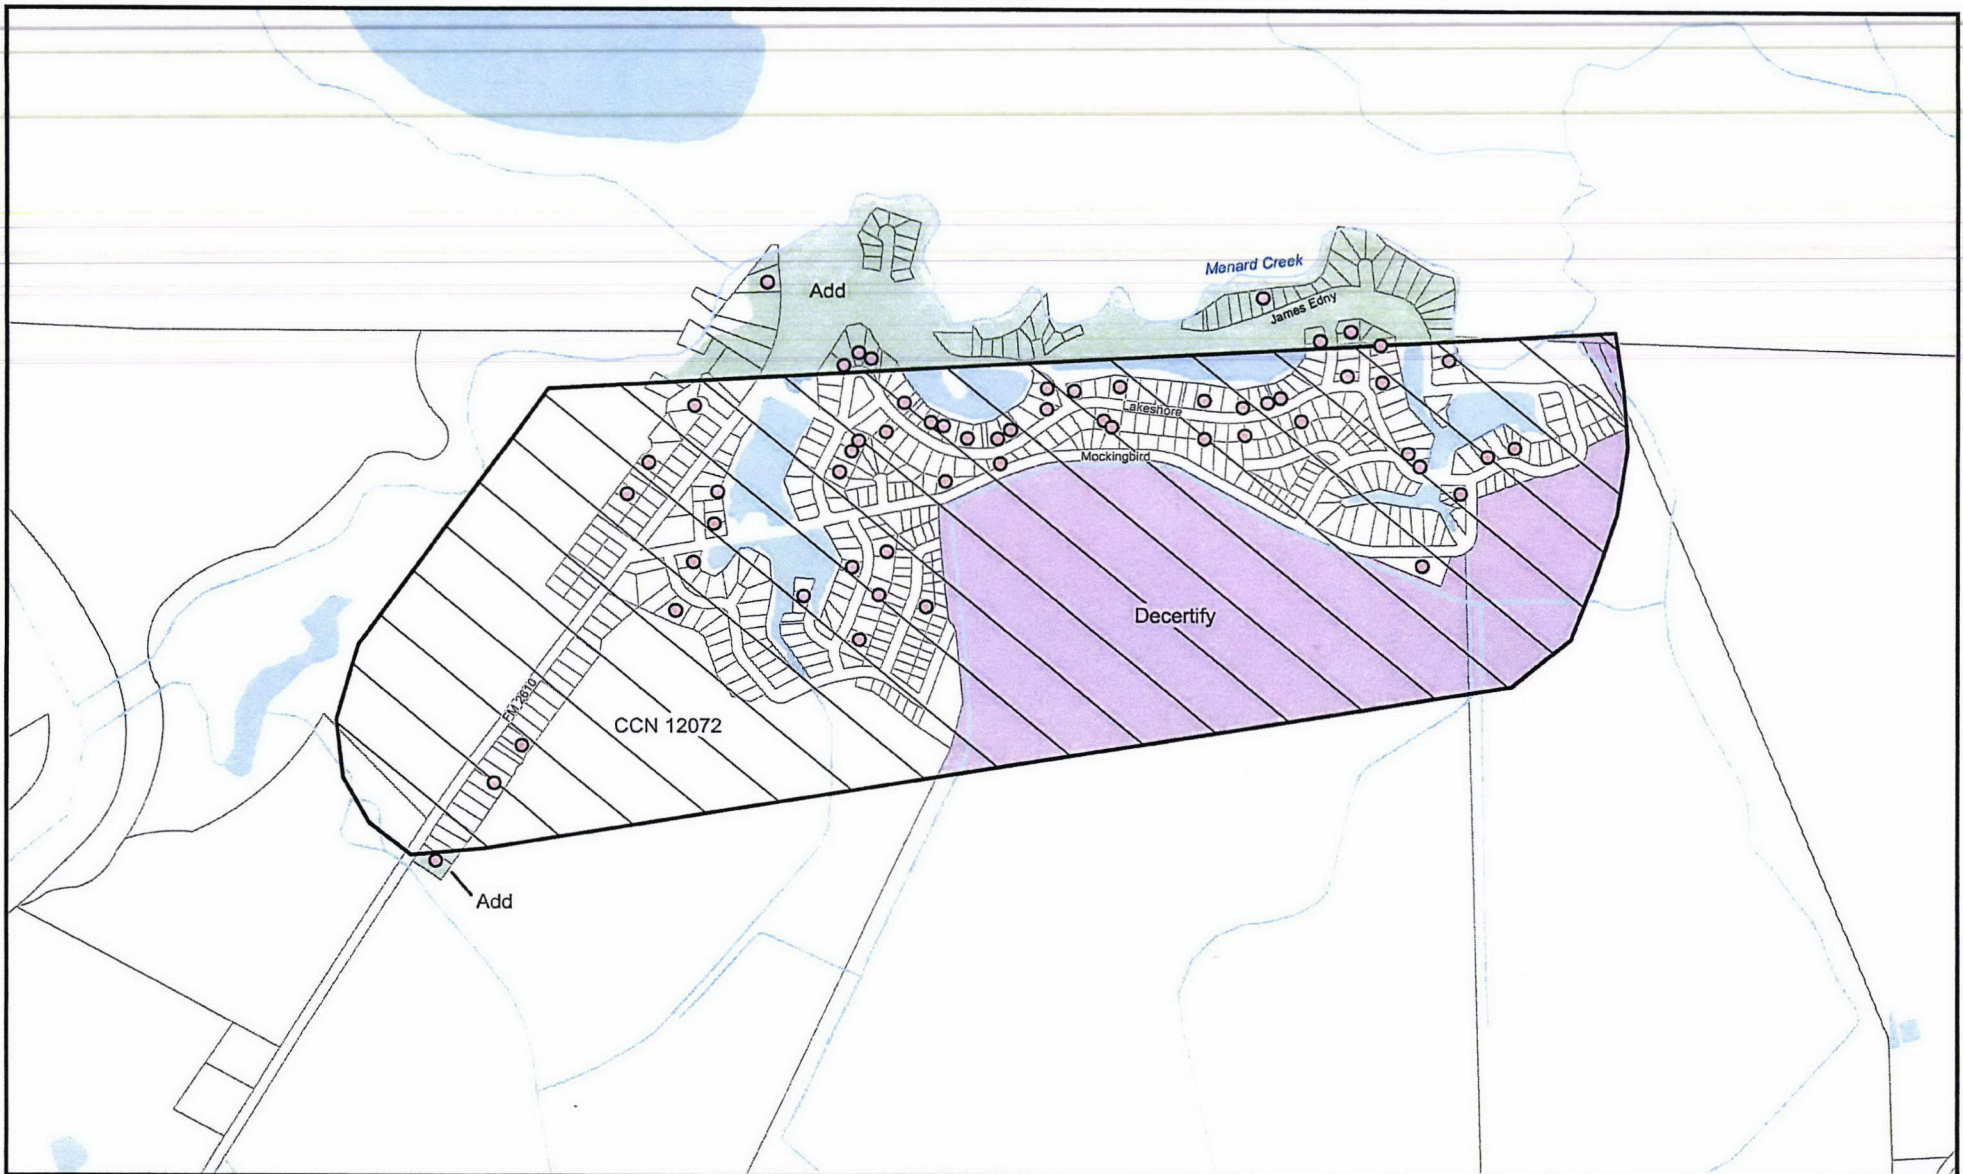 Menard Creek
Add
James Edny
Lakeshore
Mockingbird
Decertify
FM 2610
CCN 12072
Add